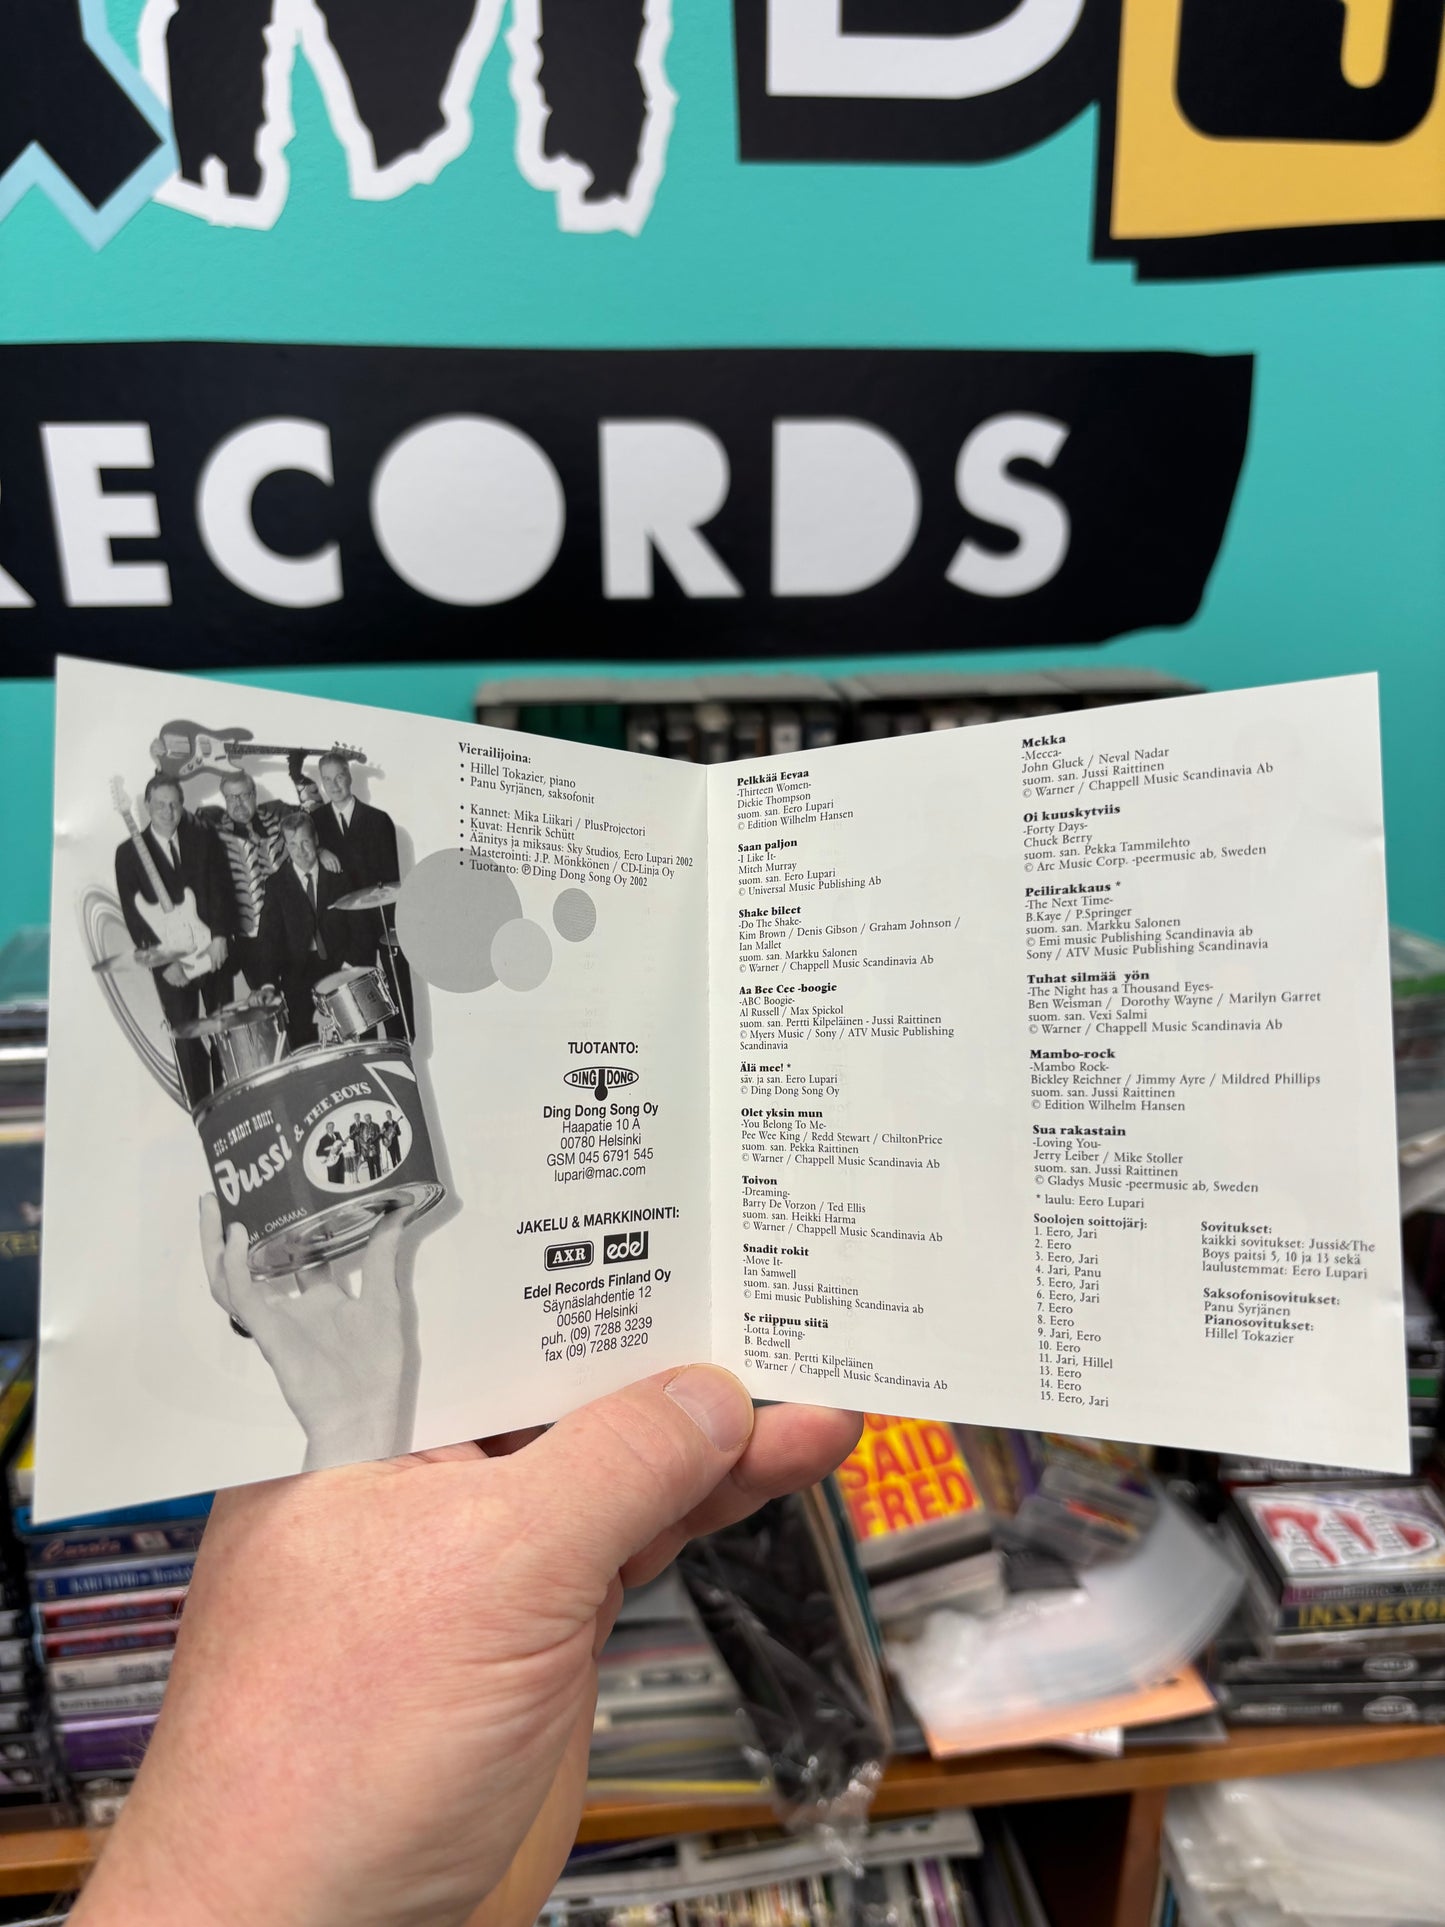 RECORDS
Vierailijoina:
• Hillel Tokazier, piano
• Panu Syrjänen, saksofonit
• Kannet: Mika Liikari / PlusProjectori
• Kuvat: Henrik Schütt
• Äänitys ja miksaus: Sky Studios, Eero Lupari 2002
• Masterointi: J.P. Mönkkönen / CD-Linja Oy
• Tuotanto: ℗Ding Dong Song Oy 2002
Jussi & THE BOYS
TUOTANTO:
DING DONG
Ding Dong Song Oy
Haapatie 10 A
00780 Helsinki
GSM 045 6791 545
lupari@mac.com
JAKELU & MARKKINOINTI:
AXR edel
Edel Records Finland Oy
Säynäslahdentie 12
00560 Helsinki
puh. (09) 7288 3239
fax (09) 7288 3220
Pelkkää Eevaa
-Thirteen Women-
Dickie Thompson
suom. san. Eero Lupari
© Edition Wilhelm Hansen
Saan paljon
-I Like It-
Mitch Murray
suom. san. Eero Lupari
© Universal Music Publishing Ab
Shake bileet
-Do The Shake-
Kim Brown / Denis Gibson / Graham Johnson /
Ian Mallet
suom. san. Markku Salonen
© Warner / Chappell Music Scandinavia Ab
Aa Bee Cee -boogie
-ABC Boogie-
Al Russell / Max Spickol
suom. san. Pertti Kilpeläinen - Jussi Raittinen
© Myers Music / Sony / ATV Music Publishing
Scandinavia
Älä mee! *
säv. ja san. Eero Lupari
© Ding Dong Song Oy
Olet yksin mun
-You Belong To Me-
Pee Wee King / Redd Stewart / ChiltonPrice
suom. san. Pekka Raittinen
© Warner / Chappell Music Scandinavia Ab
Toivon
-Dreaming-
Barry De Vorzon / Ted Ellis
suom. san. Heikki Harma
© Warner / Chappell Music Scandinavia Ab
Snadit rokit
-Move It-
Ian Samwell
suom. san. Jussi Raittinen
© Emi music Publishing Scandinavia ab
Se riippuu siitä
-Lotta Loving-
B. Bedwell
suom. san. Pertti Kilpeläinen
© Warner / Chappell Music Scandinavia Ab
Mekka
-Mecca-
John Gluck / Neval Nadar
suom. san. Jussi Raittinen
© Warner / Chappell Music Scandinavia Ab
Oi kuuskytviis
-Forty Days-
Chuck Berry
suom. san. Pekka Tammilehto
© Arc Music Corp. -peermusic ab, Sweden
Peilirakkaus *
-The Next Time-
B.Kaye / P.Springer
suom. san. Markku Salonen
© Emi music Publishing Scandinavia ab
Sony / ATV Music Publishing Scandinavia
Tuhat silmää yön
-The Night has a Thousand Eyes-
Ben Weisman / Dorothy Wayne / Marilyn Garret
suom. san. Vexi Salmi
© Warner / Chappell Music Scandinavia Ab
Mambo-rock
-Mambo Rock-
Bickley Reichner / Jimmy Ayre / Mildred Phillips
suom. san. Jussi Raittinen
© Edition Wilhelm Hansen
Sua rakastain
-Loving You-
Jerry Leiber / Mike Stoller
suom. san. Jussi Raittinen
© Gladys Music -peermusic ab, Sweden
* laulu: Eero Lupari
Soolojen soittojärj:
1. Eero, Jari
2. Eero
3. Eero, Jari
4. Jari, Panu
5. Eero, Jari
6. Eero, Jari
7. Eero
8. Eero
9. Jari, Eero
10. Eero
11. Jari, Hillel
13. Eero
14. Eero
15. Eero, Jari
Sovitukset:
kaikki sovitukset: Jussi&The
Boys paitsi 5, 10 ja 13 sekä
laulustemmat: Eero Lupari
Saksofonisovitukset:
Panu Syrjänen
Pianosovitukset:
Hillel Tokazier
SAID
FRED
INSPECTOR